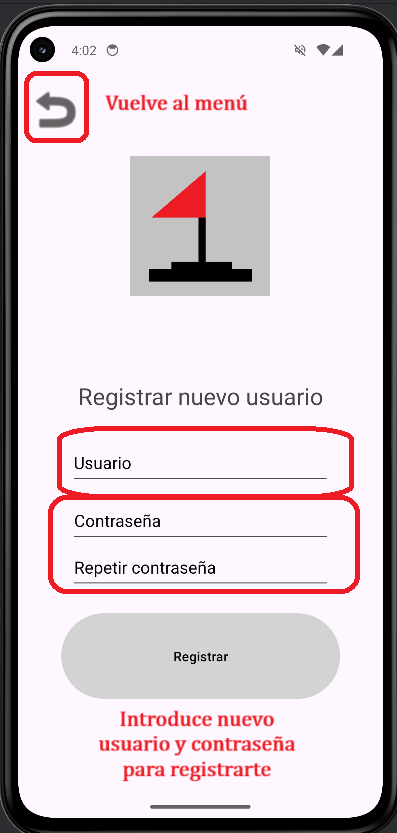 4:02
Vuelve al menú
Registrar nuevo usuario
Usuario
Contraseña
Repetir contraseña
Registrar
Introduce nuevo
usuario y contraseña
para registrarte